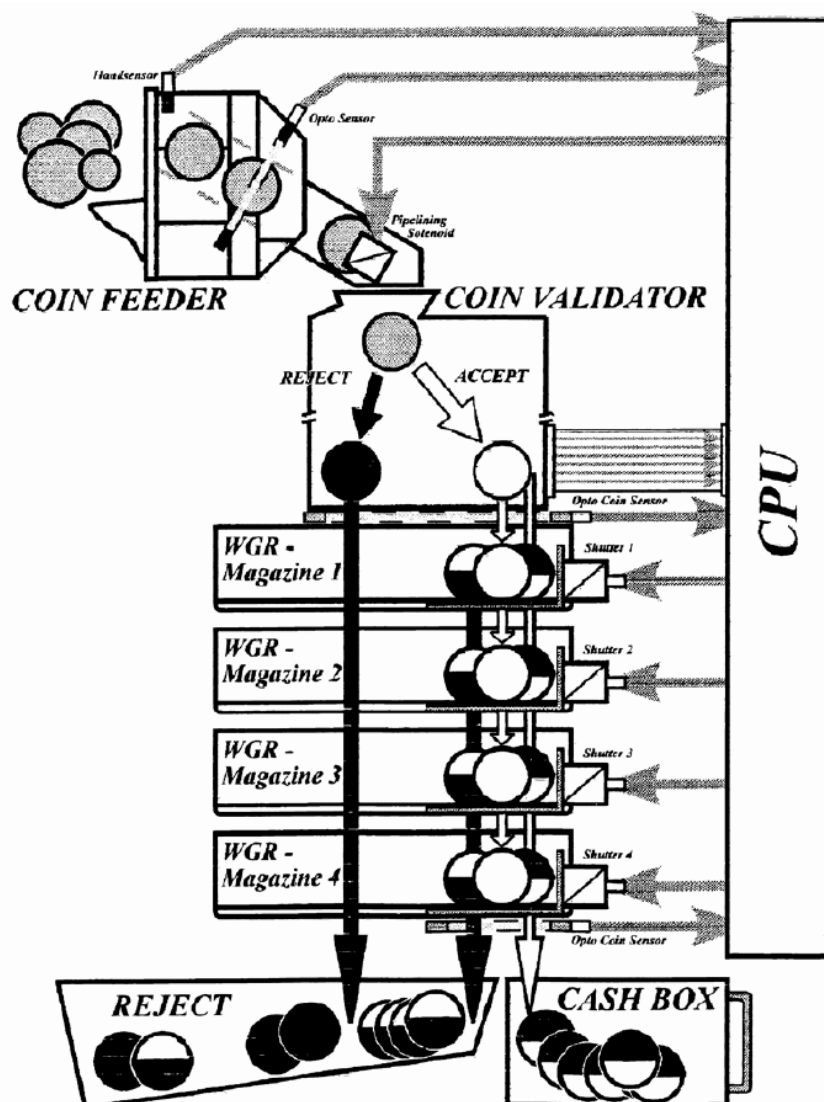 Handsensor
Opto Sensor
Pipelining
Solenoid
COIN FEEDER
COIN VALIDATOR
REJECT
ACCEPT
CPU
Opto Coin Sensor
WGR -
Magazine 1
Shutter 1
WGR -
Magazine 2
Shutter 2
WGR -
Magazine 3
Shutter 3
WGR -
Magazine 4
Shutter 4
Opto Coin Sensor
REJECT
CASH BOX